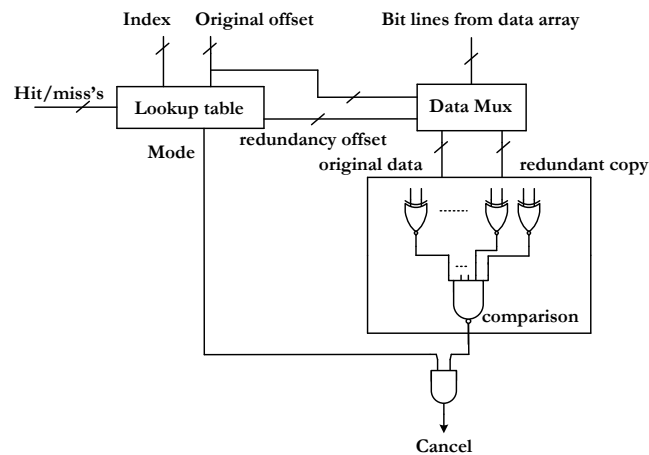 Index
Original offset
Bit lines from data array
Hit/miss's
Lookup table
Data Mux
redundancy offset
Mode
original data
redundant copy
comparison
Cancel